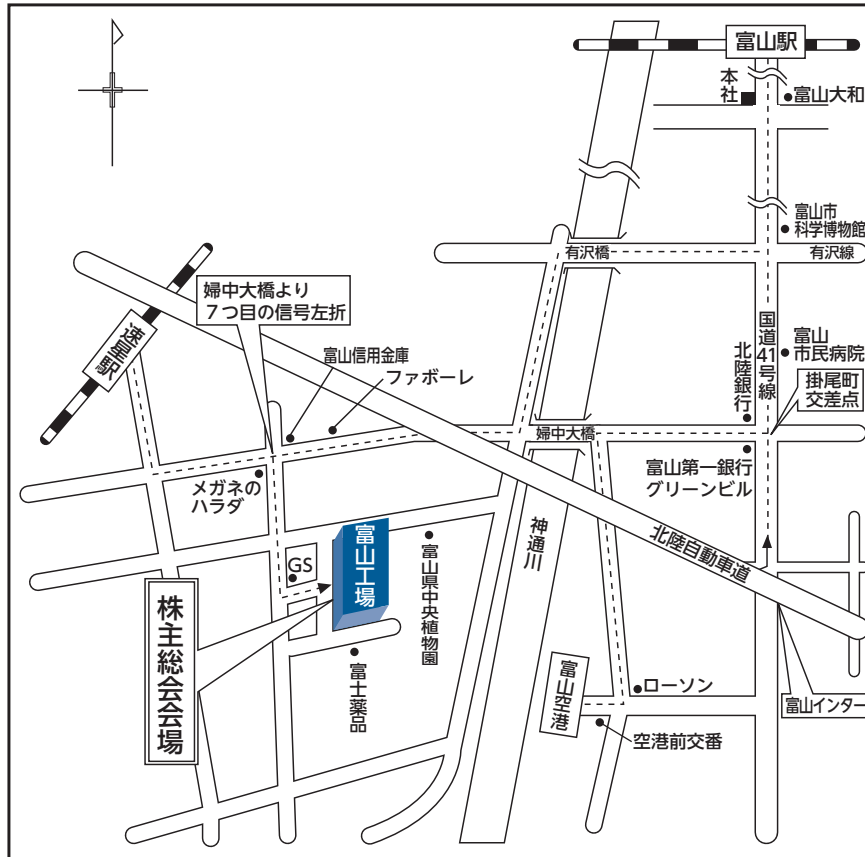 富山駅
本社
富山大和
富山市
科学博物館
有沢橋
有沢線
婦中大橋より
７つ目の信号左折
速星駅
富山信用金庫
ファボーレ
国道41号線
富山
市民病院
北陸銀行
掛尾町
交差点
婦中大橋
メガネの
ハラダ
富山第一銀行
グリーンビル
神通川
北陸自動車道
富山工場
GS
富山県中央植物園
株主総会会場
富士薬品
富山空港
ローソン
富山インター
空港前交番